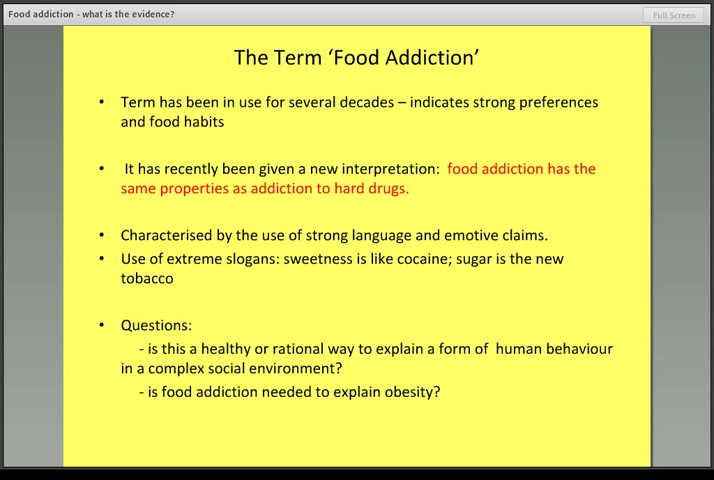 Food addiction - what is the evidence?
Full Screen
The Term ‘Food Addiction’
• Term has been in use for several decades – indicates strong preferences
and food habits
• It has recently been given a new interpretation: food addiction has the
same properties as addiction to hard drugs.
• Characterised by the use of strong language and emotive claims.
• Use of extreme slogans: sweetness is like cocaine; sugar is the new
tobacco
• Questions:
- is this a healthy or rational way to explain a form of human behaviour
in a complex social environment?
- is food addiction needed to explain obesity?